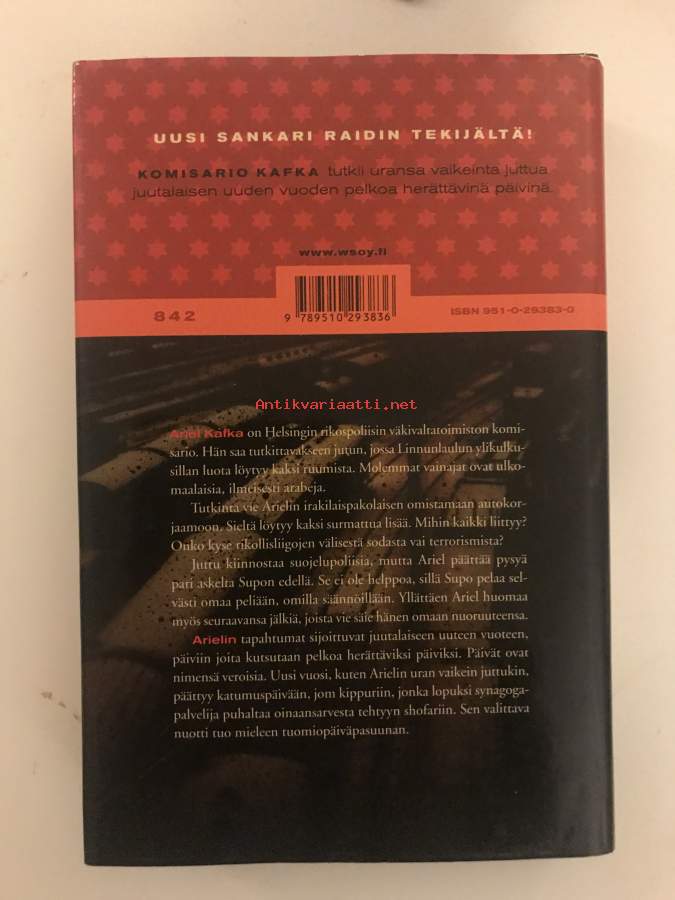 UUSI SANKARI RAIDIN TEKIJÄLTÄ!
KOMISARIO KAFKA tutkii uransa vaikeinta juttua
juutalaisen uuden vuoden pelkoa herättävinä päivinä.
www.wsoy.fi
842
9 789510 293836
ISBN 951-0-29383-0
Antikvariaatti.net
Ariel Kafka on Helsingin rikospoliisin väkivaltatoimiston komi-
sario. Hän saa tutkittavakseen jutun, jossa Linnunlaulun ylikulku-
sillan luota löytyy kaksi ruumista. Molemmat vainajat ovat ulko-
maalaisia, ilmeisesti arabeja.
Tutkinta vie Arielin irakilaispakolaisen omistamaan autokor-
jaamoon. Sieltä löytyy kaksi surmattua lisää. Mihin kaikki liittyy?
Onko kyse rikollisliigojen välisestä sodasta vai terrorismista?
Juttu kiinnostaa suojelupoliisia, mutta Ariel päättää pysyä
pari askelta Supon edellä. Se ei ole helppoa, sillä Supo pelaa sel-
västi omaa peliään, omilla säännöillään. Yllättäen Ariel huomaa
myös seuraavansa jälkiä, joista vie säie hänen omaan nuoruuteensa.
Arielin tapahtumat sijoittuvat juutalaiseen uuteen vuoteen,
päiviin joita kutsutaan pelkoa herättäviksi päiviksi. Päivät ovat
nimensä veroisia. Uusi vuosi, kuten Arielin uran vaikein juttukin,
päättyy katumuspäivään, jom kippuriin, jonka lopuksi synagoga-
palvelija puhaltaa oinaansarvesta tehtyyn shofariin. Sen valittava
nuotti tuo mieleen tuomiopäiväpasuunan.